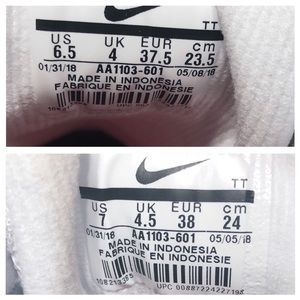 TT
US UK EUR cm
6.5 4 37.5 23.5
01/31/18 AA1103-601 05/08/18
MADE IN INDONESIA
FABRIQUE EN INDONESIE
TT
US UK EUR cm
7 4.5 38 24
01/31/18 AA1103-601 05/05/18
MADE IN INDONESIA
FABRIQUE EN INDONESIE
UPC 00887224227198